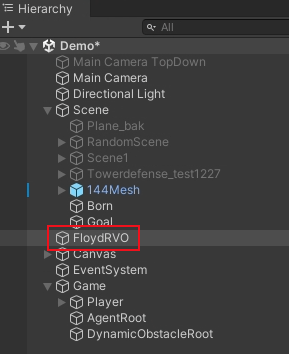 Hierarchy
All
Demo*
Main Camera TopDown
Main Camera
Directional Light
Scene
Plane_bak
RandomScene
Scene1
Towerdefense_test1227
144Mesh
Born
Goal
FloydRVO
Canvas
EventSystem
Game
Player
AgentRoot
DynamicObstacleRoot